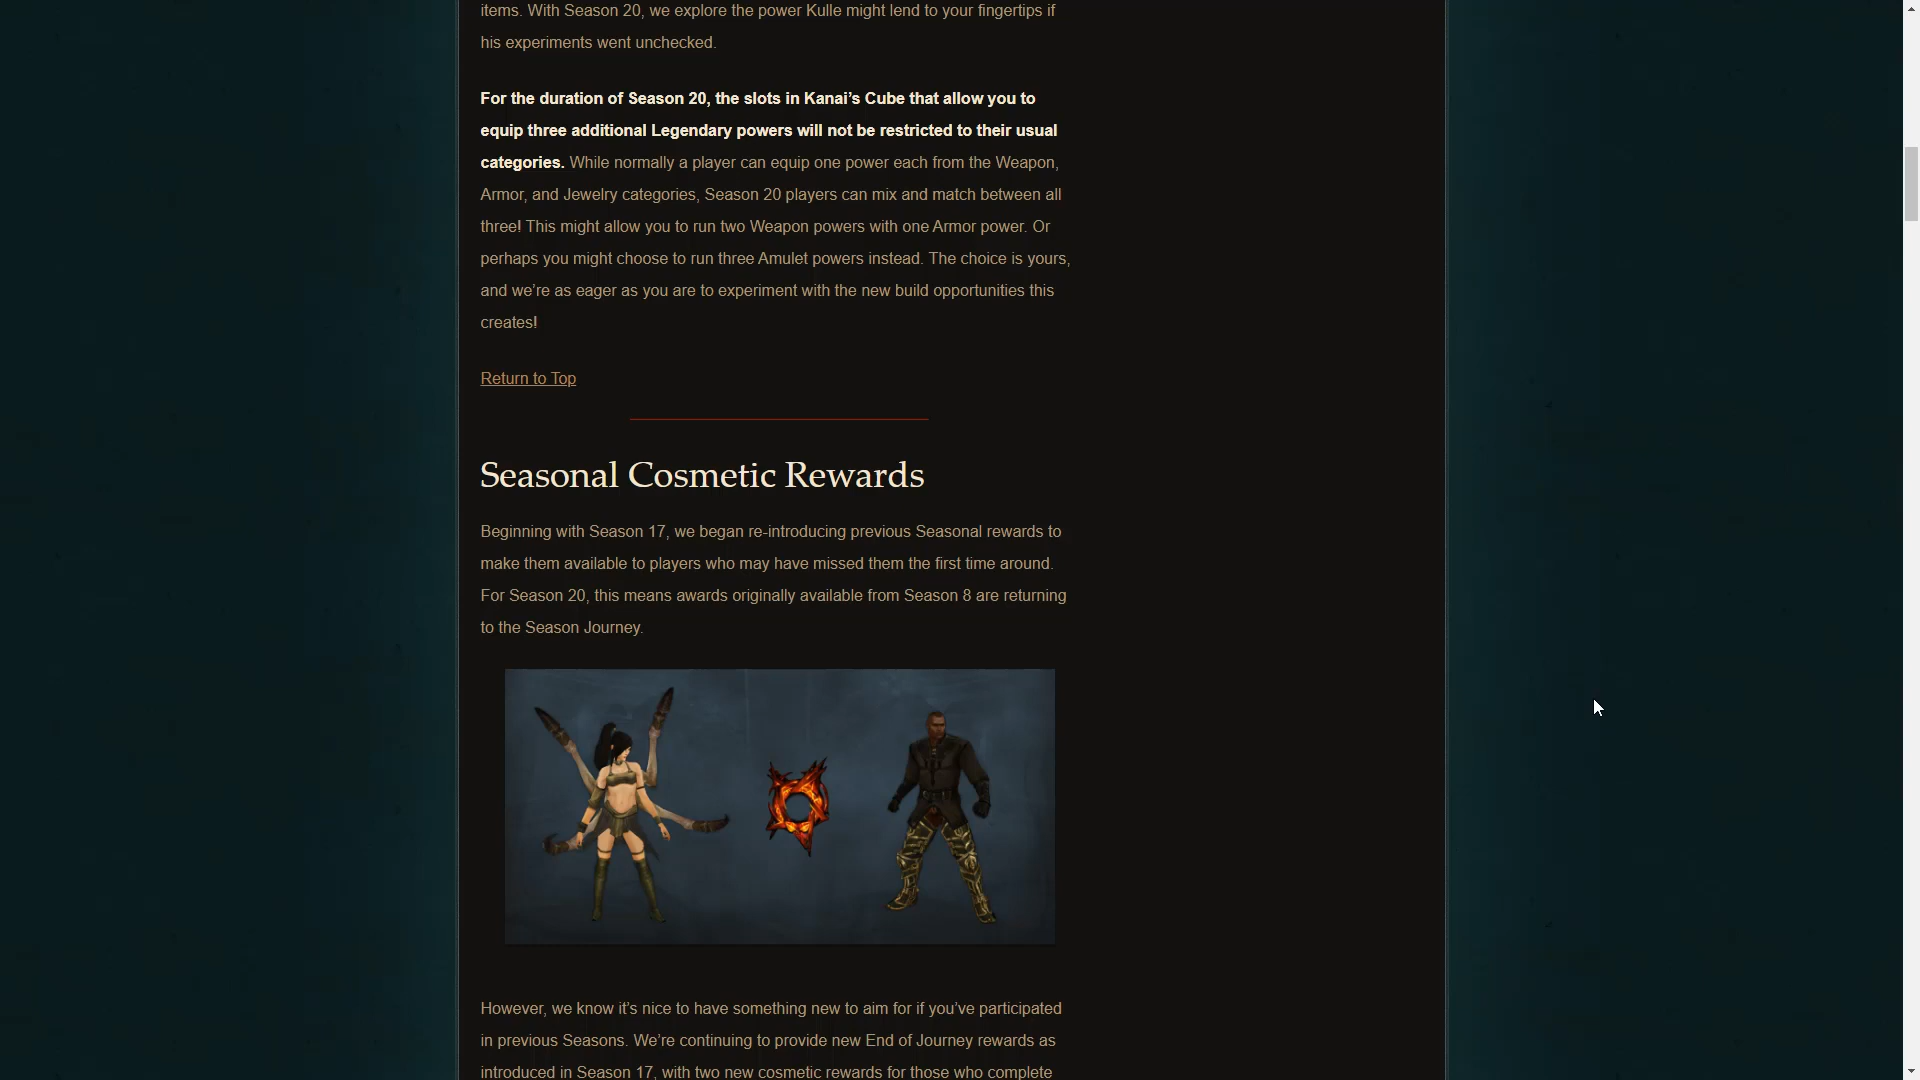 items. With Season 20, we explore the power Kulle might lend to your fingertips if
his experiments went unchecked.
For the duration of Season 20, the slots in Kanai’s Cube that allow you to
equip three additional Legendary powers will not be restricted to their usual
categories. While normally a player can equip one power each from the Weapon,
Armor, and Jewelry categories, Season 20 players can mix and match between all
three! This might allow you to run two Weapon powers with one Armor power. Or
perhaps you might choose to run three Amulet powers instead. The choice is yours,
and we’re as eager as you are to experiment with the new build opportunities this
creates!
Return to Top
Seasonal Cosmetic Rewards
Beginning with Season 17, we began re-introducing previous Seasonal rewards to
make them available to players who may have missed them the first time around.
For Season 20, this means awards originally available from Season 8 are returning
to the Season Journey.
However, we know it’s nice to have something new to aim for if you’ve participated
in previous Seasons. We’re continuing to provide new End of Journey rewards as
introduced in Season 17, with two new cosmetic rewards for those who complete